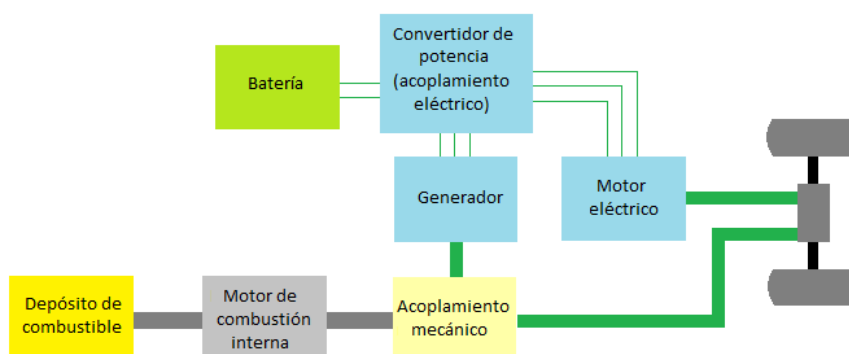 Convertidor de
potencia
(acoplamiento
eléctrico)
Batería
Generador
Motor
eléctrico
Depósito de
combustible
Motor de
combustión
interna
Acoplamiento
mecánico